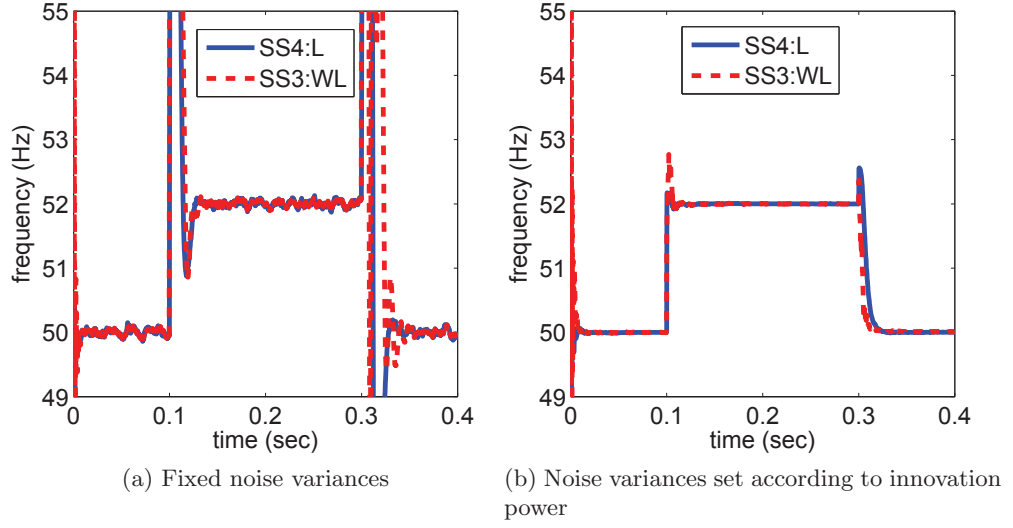 55
54
53
52
51
50
49
frequency (Hz)
SS4:L
SS3:WL
0
0.1
0.2
0.3
0.4
time (sec)
(a) Fixed noise variances
55
54
53
52
51
50
49
frequency (Hz)
SS4:L
SS3:WL
0
0.1
0.2
0.3
0.4
time (sec)
(b) Noise variances set according to innovation
power